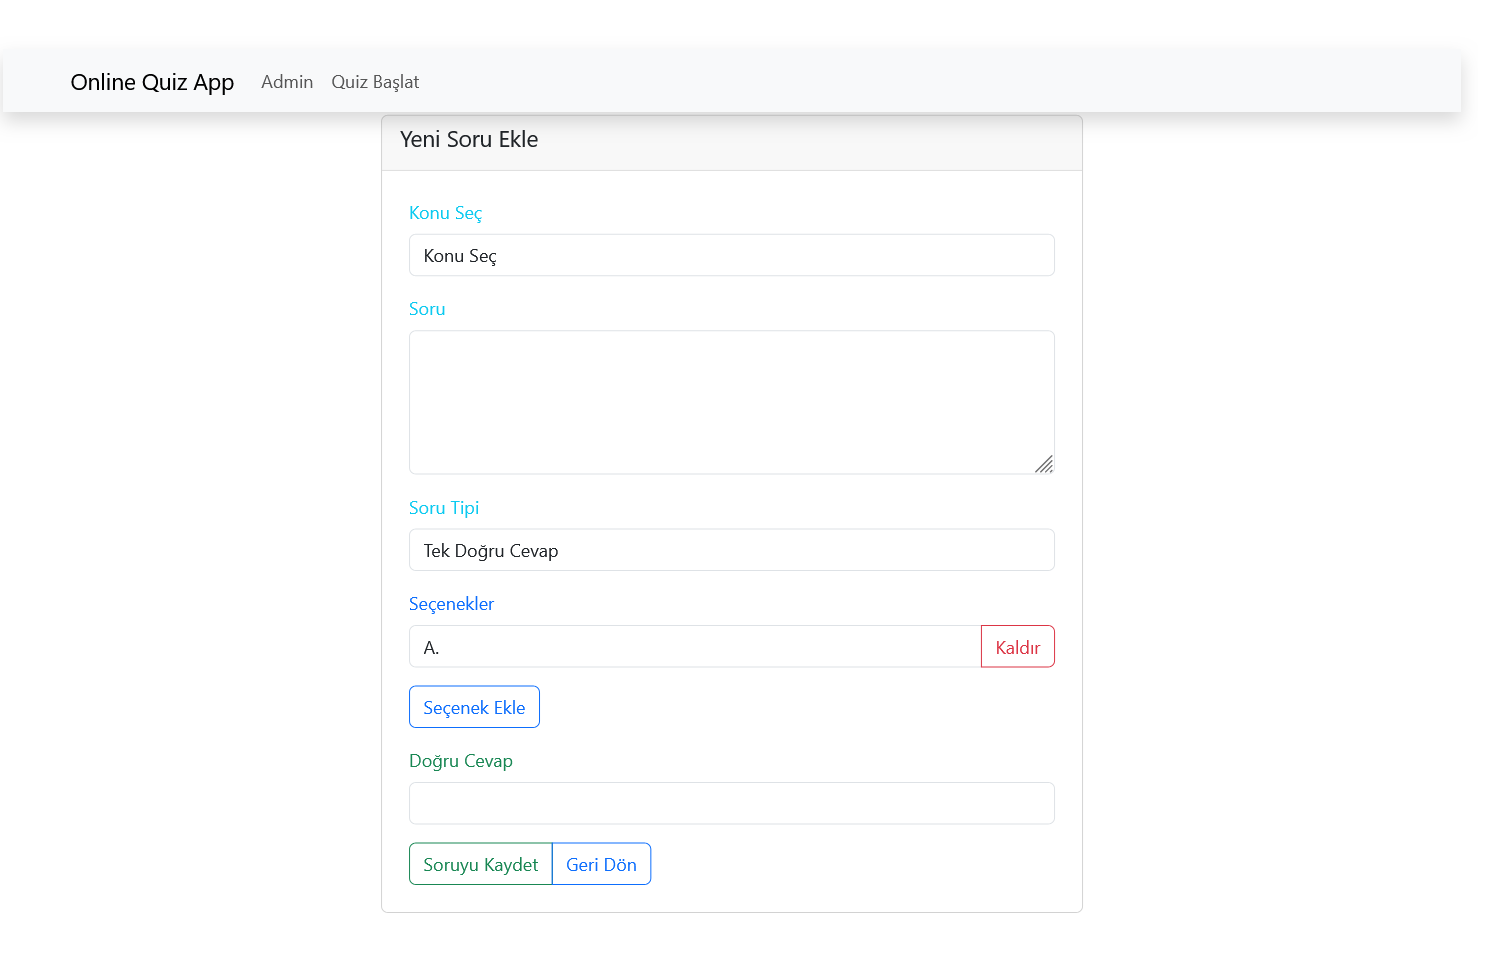 Online Quiz App Admin Quiz Başlat
Yeni Soru Ekle
Konu Seç
Konu Seç
Soru
Soru Tipi
Tek Doğru Cevap
Seçenekler
A. Kaldır
Seçenek Ekle
Doğru Cevap
Soruyu Kaydet Geri Dön